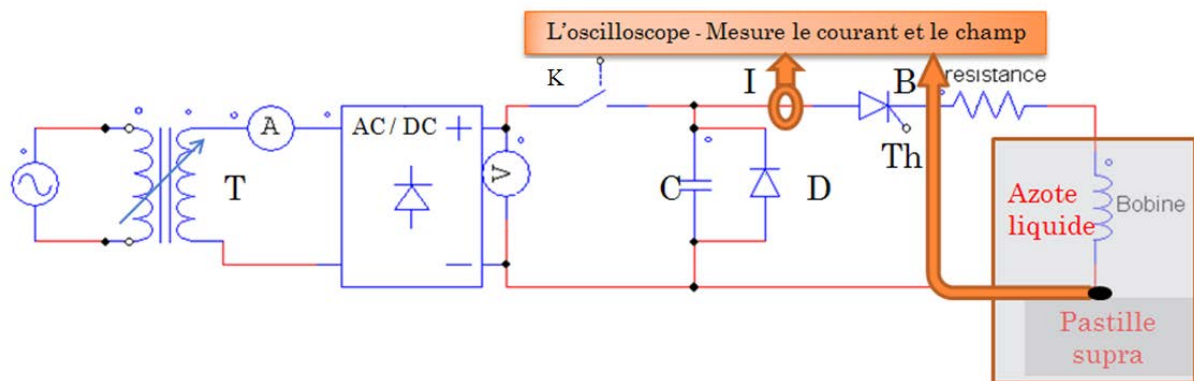 L'oscilloscope - Mesure le courant et le champ
K
I
B
resistance
A
AC / DC
+
V
Th
T
C
D
Azote
liquide
Bobine
−
Pastille
supra